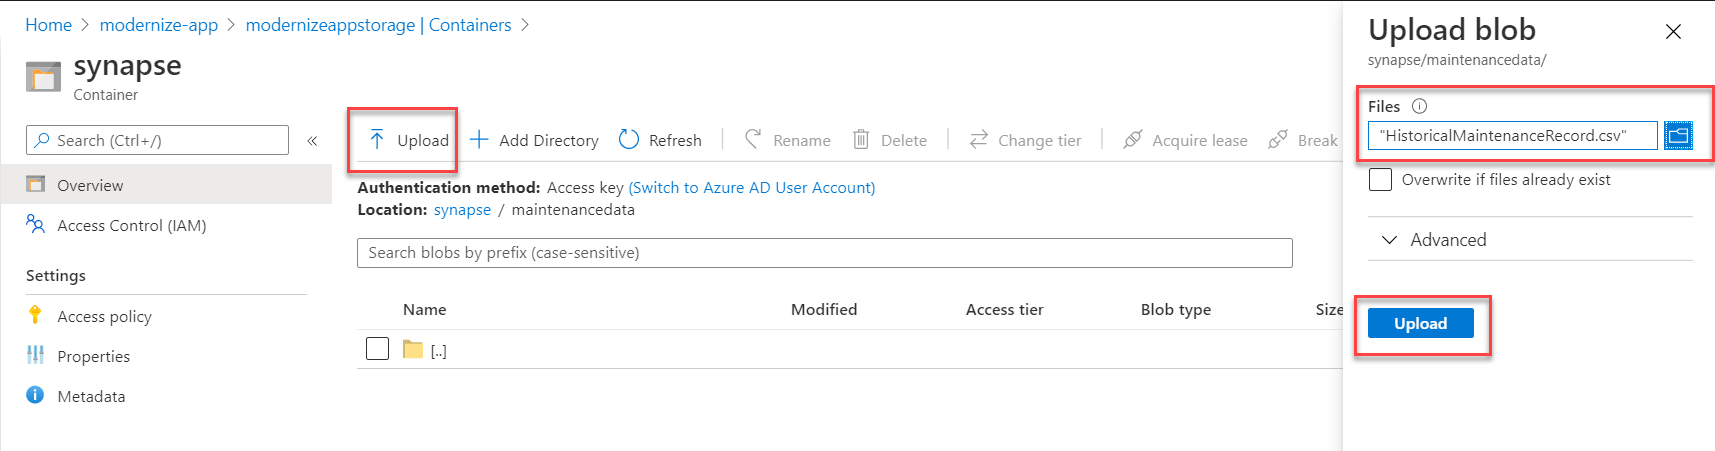 Home > modernize-app > modernizeappstorage | Containers >
synapse
Container
Search (Ctrl+/)
«
Overview
Access Control (IAM)
Settings
Access policy
Properties
Metadata
Upload
Add Directory
Refresh
Rename
Delete
Change tier
Acquire lease
Break
Authentication method: Access key (Switch to Azure AD User Account)
Location: synapse / maintenancedata
Search blobs by prefix (case-sensitive)
Name Modified Access tier Blob type Size
[..]
Upload blob
synapse/maintenancedata/
Files
"HistoricalMaintenanceRecord.csv"
Overwrite if files already exist
Advanced
Upload